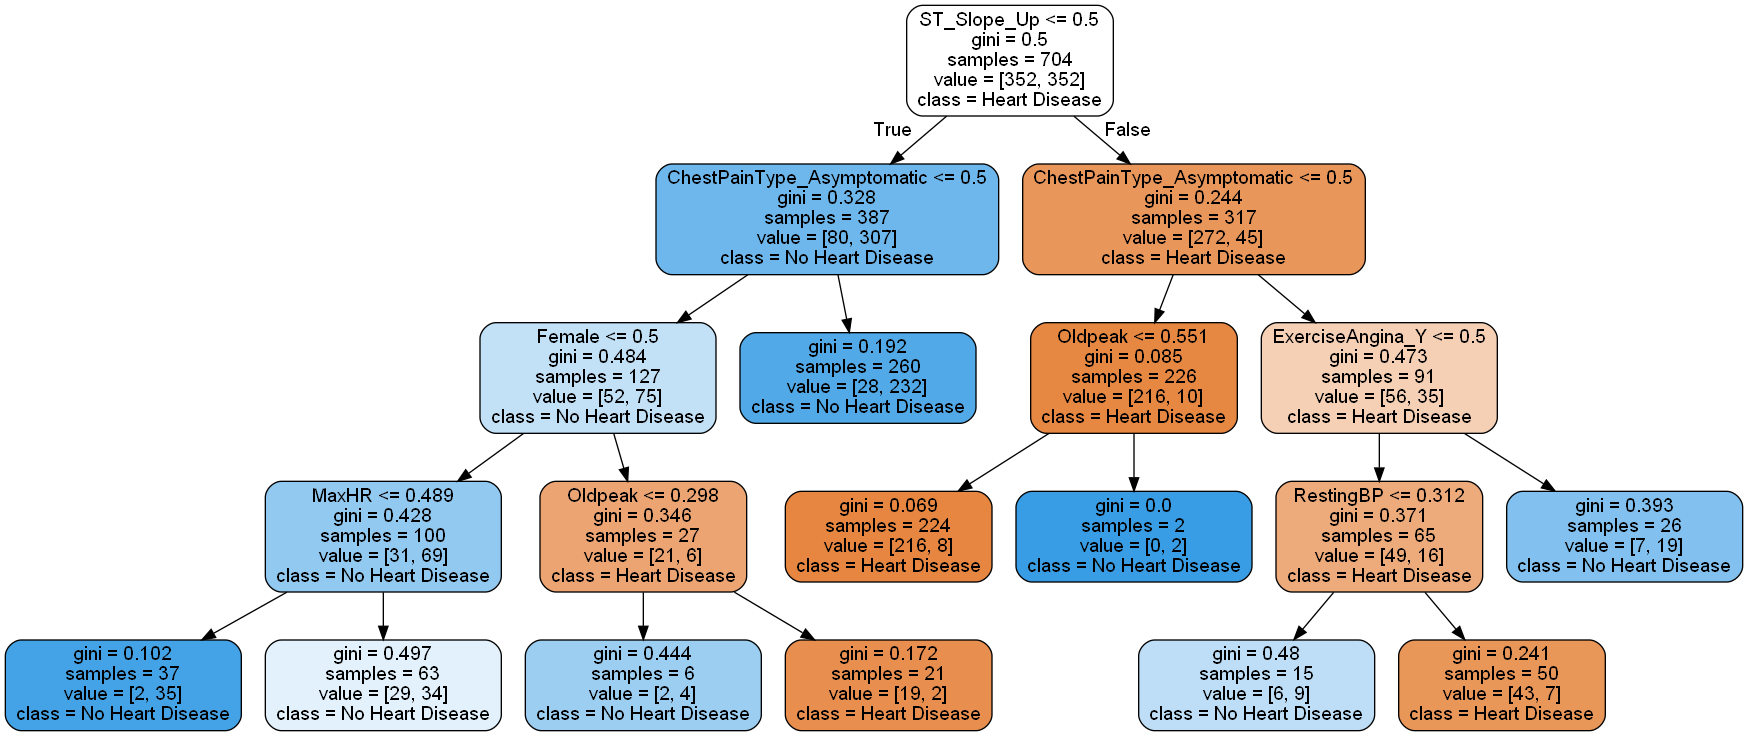 ST_Slope_Up <= 0.5
gini = 0.5
samples = 704
value = [352, 352]
class = Heart Disease
True
False
ChestPainType_Asymptomatic <= 0.5
gini = 0.328
samples = 387
value = [80, 307]
class = No Heart Disease
ChestPainType_Asymptomatic <= 0.5
gini = 0.244
samples = 317
value = [272, 45]
class = Heart Disease
Female <= 0.5
gini = 0.484
samples = 127
value = [52, 75]
class = No Heart Disease
gini = 0.192
samples = 260
value = [28, 232]
class = No Heart Disease
Oldpeak <= 0.551
gini = 0.085
samples = 226
value = [216, 10]
class = Heart Disease
ExerciseAngina_Y <= 0.5
gini = 0.473
samples = 91
value = [56, 35]
class = Heart Disease
MaxHR <= 0.489
gini = 0.428
samples = 100
value = [31, 69]
class = No Heart Disease
Oldpeak <= 0.298
gini = 0.346
samples = 27
value = [21, 6]
class = Heart Disease
gini = 0.069
samples = 224
value = [216, 8]
class = Heart Disease
gini = 0.0
samples = 2
value = [0, 2]
class = No Heart Disease
RestingBP <= 0.312
gini = 0.371
samples = 65
value = [49, 16]
class = Heart Disease
gini = 0.393
samples = 26
value = [7, 19]
class = No Heart Disease
gini = 0.102
samples = 37
value = [2, 35]
class = No Heart Disease
gini = 0.497
samples = 63
value = [29, 34]
class = No Heart Disease
gini = 0.444
samples = 6
value = [2, 4]
class = No Heart Disease
gini = 0.172
samples = 21
value = [19, 2]
class = Heart Disease
gini = 0.48
samples = 15
value = [6, 9]
class = No Heart Disease
gini = 0.241
samples = 50
value = [43, 7]
class = Heart Disease